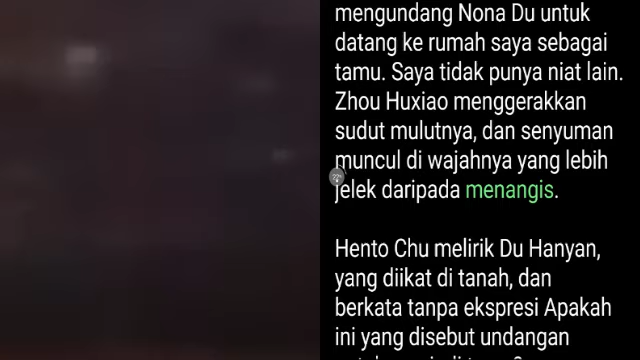 mengundang Nona Du untuk
datang ke rumah saya sebagai
tamu. Saya tidak punya niat lain.
Zhou Huxiao menggerakkan
sudut mulutnya, dan senyuman
muncul di wajahnya yang lebih
jelek daripada menangis.
Hento Chu melirik Du Hanyan,
yang diikat di tanah, dan
berkata tanpa ekspresi Apakah
ini yang disebut undangan